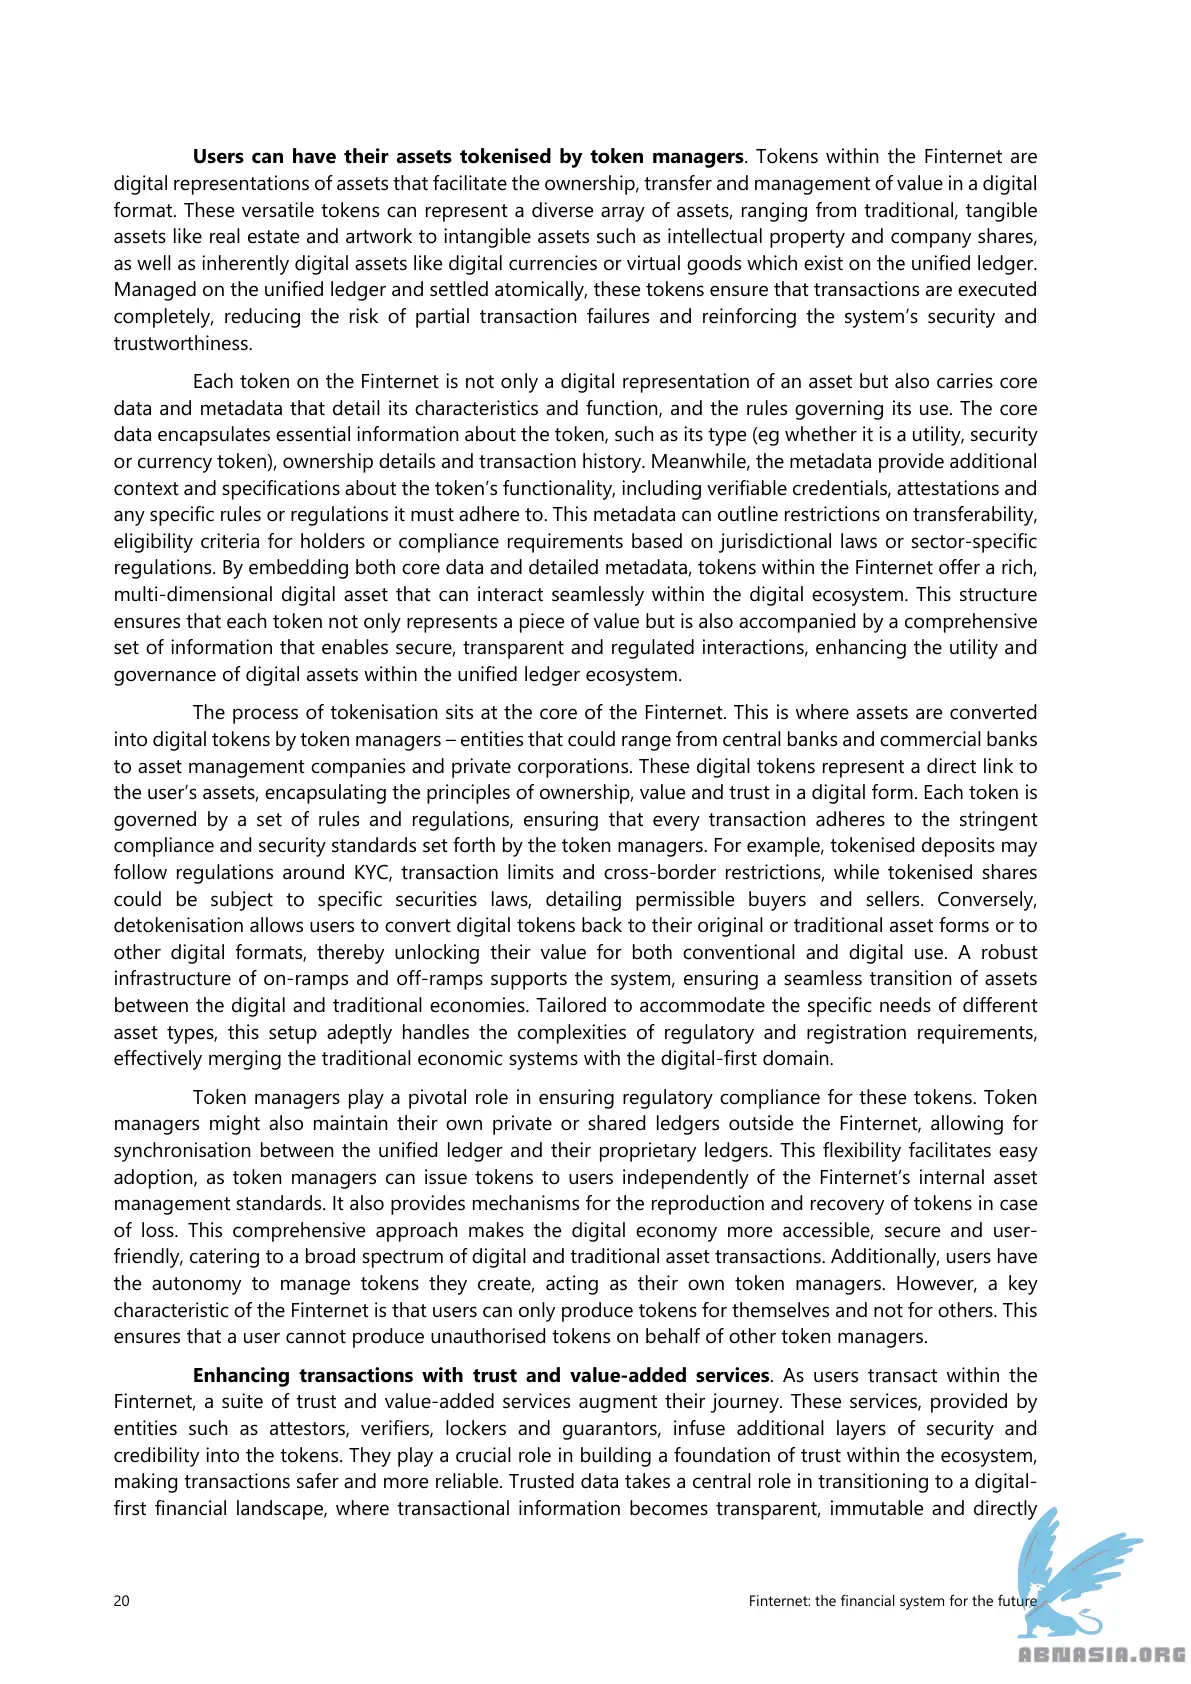 Users can have their assets tokenised by token managers. Tokens within the Finternet are
digital representations of assets that facilitate the ownership, transfer and management of value in a digital
format. These versatile tokens can represent a diverse array of assets, ranging from traditional, tangible
assets like real estate and artwork to intangible assets such as intellectual property and company shares,
as well as inherently digital assets like digital currencies or virtual goods which exist on the unified ledger.
Managed on the unified ledger and settled atomically, these tokens ensure that transactions are executed
completely, reducing the risk of partial transaction failures and reinforcing the system's security and
trustworthiness.
Each token on the Finternet is not only a digital representation of an asset but also carries core
data and metadata that detail its characteristics and function, and the rules governing its use. The core
data encapsulates essential information about the token, such as its type (eg whether it is a utility, security
or currency token), ownership details and transaction history. Meanwhile, the metadata provide additional
context and specifications about the token's functionality, including verifiable credentials, attestations and
any specific rules or regulations it must adhere to. This metadata can outline restrictions on transferability,
eligibility criteria for holders or compliance requirements based on jurisdictional laws or sector-specific
regulations. By embedding both core data and detailed metadata, tokens within the Finternet offer a rich,
multi-dimensional digital asset that can interact seamlessly within the digital ecosystem. This structure
ensures that each token not only represents a piece of value but is also accompanied by a comprehensive
set of information that enables secure, transparent and regulated interactions, enhancing the utility and
governance of digital assets within the unified ledger ecosystem.
The process of tokenisation sits at the core of the Finternet. This is where assets are converted
into digital tokens by token managers – entities that could range from central banks and commercial banks
to asset management companies and private corporations. These digital tokens represent a direct link to
the user's assets, encapsulating the principles of ownership, value and trust in a digital form. Each token is
governed by a set of rules and regulations, ensuring that every transaction adheres to the stringent
compliance and security standards set forth by the token managers. For example, tokenised deposits may
follow regulations around KYC, transaction limits and cross-border restrictions, while tokenised shares
could be subject to specific securities laws, detailing permissible buyers and sellers. Conversely,
detokenisation allows users to convert digital tokens back to their original or traditional asset forms or to
other digital formats, thereby unlocking their value for both conventional and digital use. A robust
infrastructure of on-ramps and off-ramps supports the system, ensuring a seamless transition of assets
between the digital and traditional economies. Tailored to accommodate the specific needs of different
asset types, this setup adeptly handles the complexities of regulatory and registration requirements,
effectively merging the traditional economic systems with the digital-first domain.
Token managers play a pivotal role in ensuring regulatory compliance for these tokens. Token
managers might also maintain their own private or shared ledgers outside the Finternet, allowing for
synchronisation between the unified ledger and their proprietary ledgers. This flexibility facilitates easy
adoption, as token managers can issue tokens to users independently of the Finternet's internal asset
management standards. It also provides mechanisms for the reproduction and recovery of tokens in case
of loss. This comprehensive approach makes the digital economy more accessible, secure and user-
friendly, catering to a broad spectrum of digital and traditional asset transactions. Additionally, users have
the autonomy to manage tokens they create, acting as their own token managers. However, a key
characteristic of the Finternet is that users can only produce tokens for themselves and not for others. This
ensures that a user cannot produce unauthorised tokens on behalf of other token managers.
Enhancing transactions with trust and value-added services. As users transact within the
Finternet, a suite of trust and value-added services augment their journey. These services, provided by
entities such as attestors, verifiers, lockers and guarantors, infuse additional layers of security and
credibility into the tokens. They play a crucial role in building a foundation of trust within the ecosystem,
making transactions safer and more reliable. Trusted data takes a central role in transitioning to a digital-
first financial landscape, where transactional information becomes transparent, immutable and directly
20 Finternet: the financial system for the future
ABNASIA.ORG